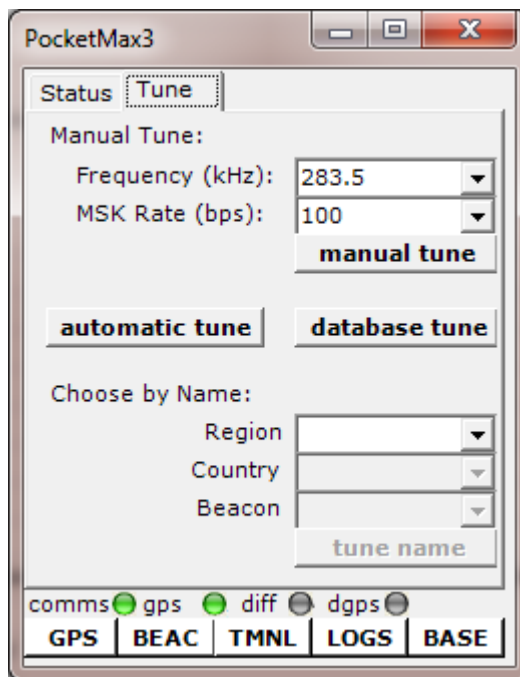 PocketMax3
Status Tune
Manual Tune:
Frequency (kHz): 283.5
MSK Rate (bps): 100
manual tune
automatic tune database tune
Choose by Name:
Region
Country
Beacon
tune name
comms gps diff dgps
GPS BEAC TMNL LOGS BASE